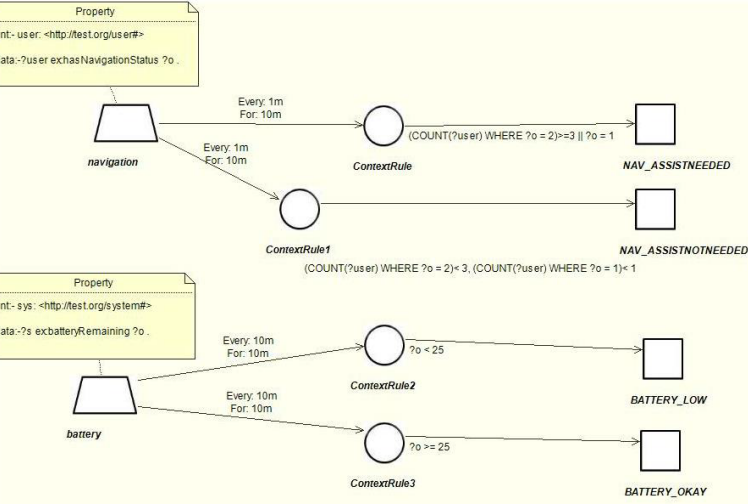 Property
nt:- user: <http://test.org/user#>
ata:-?user ex:hasNavigationStatus ?o .
Every: 1m
For: 10m
(COUNT(?user) WHERE ?o = 2)>=3 || ?o = 1
navigation
Every: 1m
For: 10m
ContextRule
NAV_ASSISTNEEDED
ContextRule1
NAV_ASSISTNOTNEEDED
(COUNT(?user) WHERE ?o = 2)< 3, (COUNT(?user) WHERE ?o = 1)< 1
Property
nt:- sys: <http://test.org/system#>
ata:-?s ex:batteryRemaining ?o .
Every: 10m
For: 10m
?o < 25
ContextRule2
BATTERY_LOW
Every: 10m
For: 10m
battery
?o >= 25
ContextRule3
BATTERY_OKAY